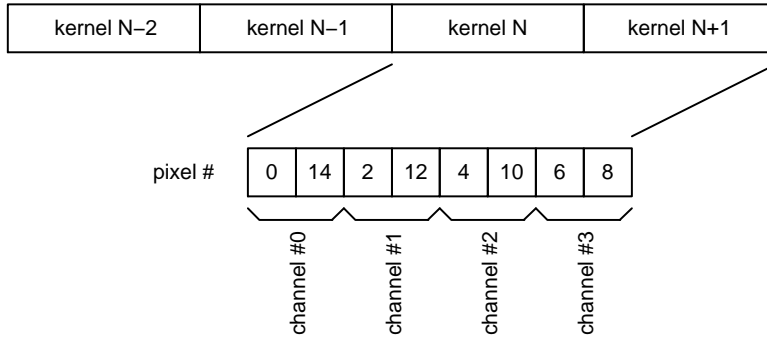 kernel N−2 kernel N−1 kernel N kernel N+1
pixel # 0 14 2 12 4 10 6 8
channel #0 channel #1 channel #2 channel #3